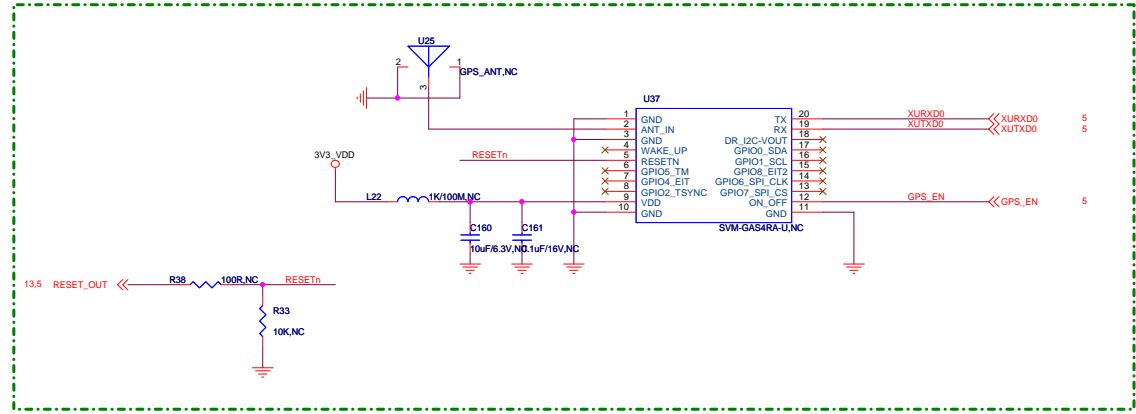 U25
2
1
GPS_ANT,NC
3
U37
1 GND TX 20 XURXD0 XURXD0 5
2 ANT_IN RX 19 XUTXD0 XUTXD0 5
3 GND DR_I2C-VOUT 18
4 WAKE_UP GPIO0_SDA 17
3V3_VDD RESETn 5 RESETN GPIO1_SCL 16
6 GPIO5_TM GPIO8_EIT2 15
7 GPIO4_EIT GPIO6_SPI_CLK 14
8 GPIO2_TSYNC GPIO7_SPI_CS 13
L22 1K/100M,NC 9 VDD ON_OFF 12 GPS_EN GPS_EN 5
10 GND GND 11
SVM-GAS4RA-U,NC
C160 C161
10uF/6.3V,NC 0.1uF/16V,NC
13,5 RESET_OUT R38 100R,NC RESETn
R33
10K,NC